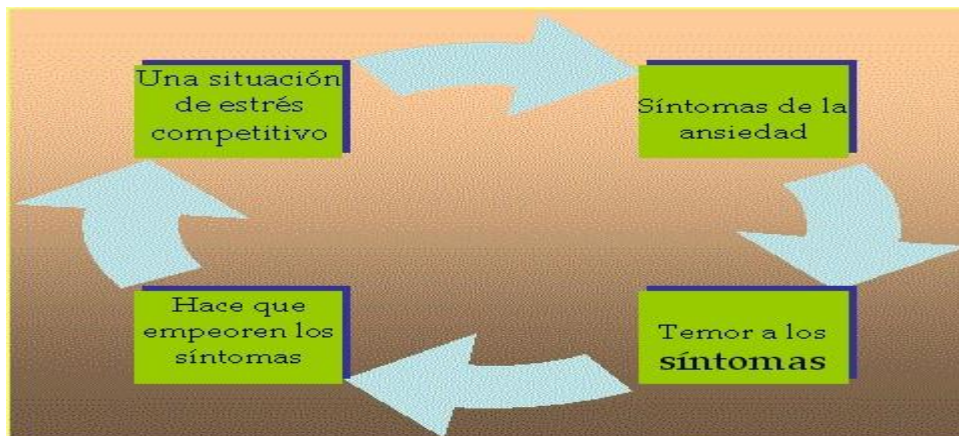 Una situación
de estrés
competitivo
Síntomas de la
ansiedad
Temor a los
síntomas
Hace que
empeoren los
síntomas